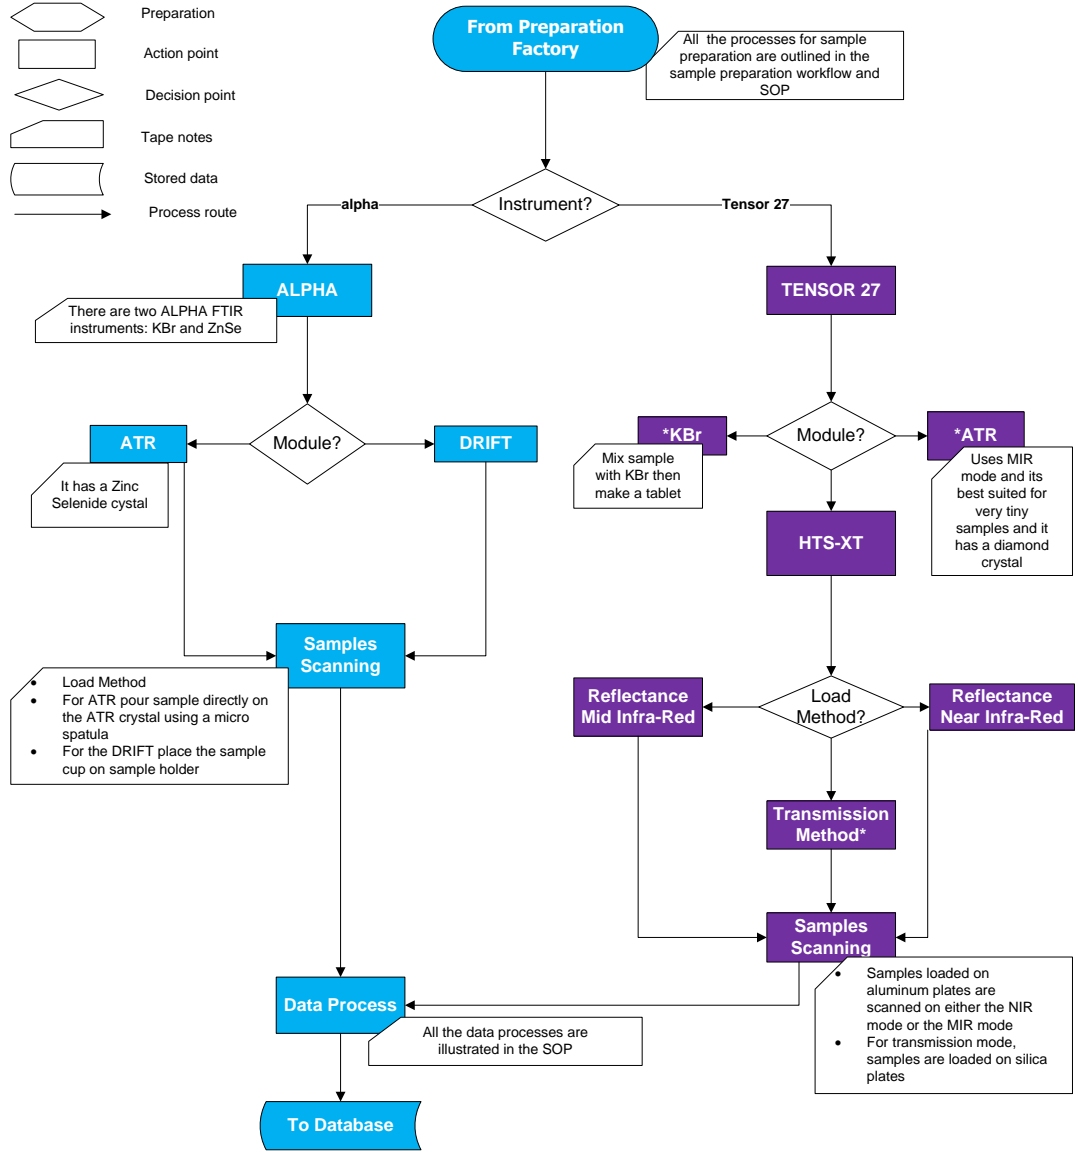 Preparation
Action point
Decision point
Tape notes
Stored data
Process route
From Preparation
Factory
All the processes for sample
preparation are outlined in the
sample preparation workflow and
SOP
Instrument?
alpha
Tensor 27
ALPHA
There are two ALPHA FTIR
instruments: KBr and ZnSe
TENSOR 27
Module?
ATR
DRIFT
It has a Zinc
Selenide cystal
Module?
*KBr
Mix sample
with KBr then
make a tablet
*ATR
Uses MIR
mode and its
best suited for
very tiny
samples and it
has a diamond
crystal
HTS-XT
Samples
Scanning
• Load Method
• For ATR pour sample directly on
the ATR crystal using a micro
spatula
• For the DRIFT place the sample
cup on sample holder
Load
Method?
Reflectance
Mid Infra-Red
Reflectance
Near Infra-Red
Transmission
Method*
Samples
Scanning
• Samples loaded on
aluminum plates are
scanned on either the NIR
mode or the MIR mode
• For transmission mode,
samples are loaded on silica
plates
Data Process
All the data processes are
illustrated in the SOP
To Database